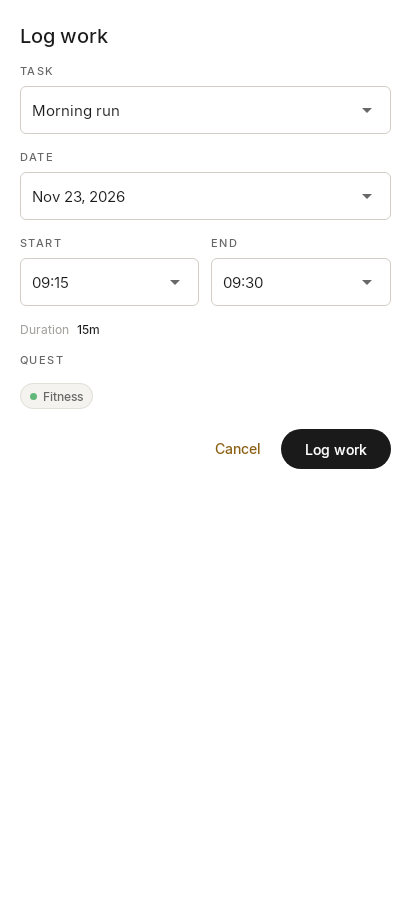 Log work
TASK
Morning run
DATE
Nov 23, 2026
START END
09:15 09:30
Duration 15m
QUEST
Fitness
Cancel Log work